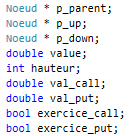 Noeud * p_parent;
Noeud * p_up;
Noeud * p_down;
double value;
int hauteur;
double val_call;
double val_put;
bool exercice_call;
bool exercice_put;